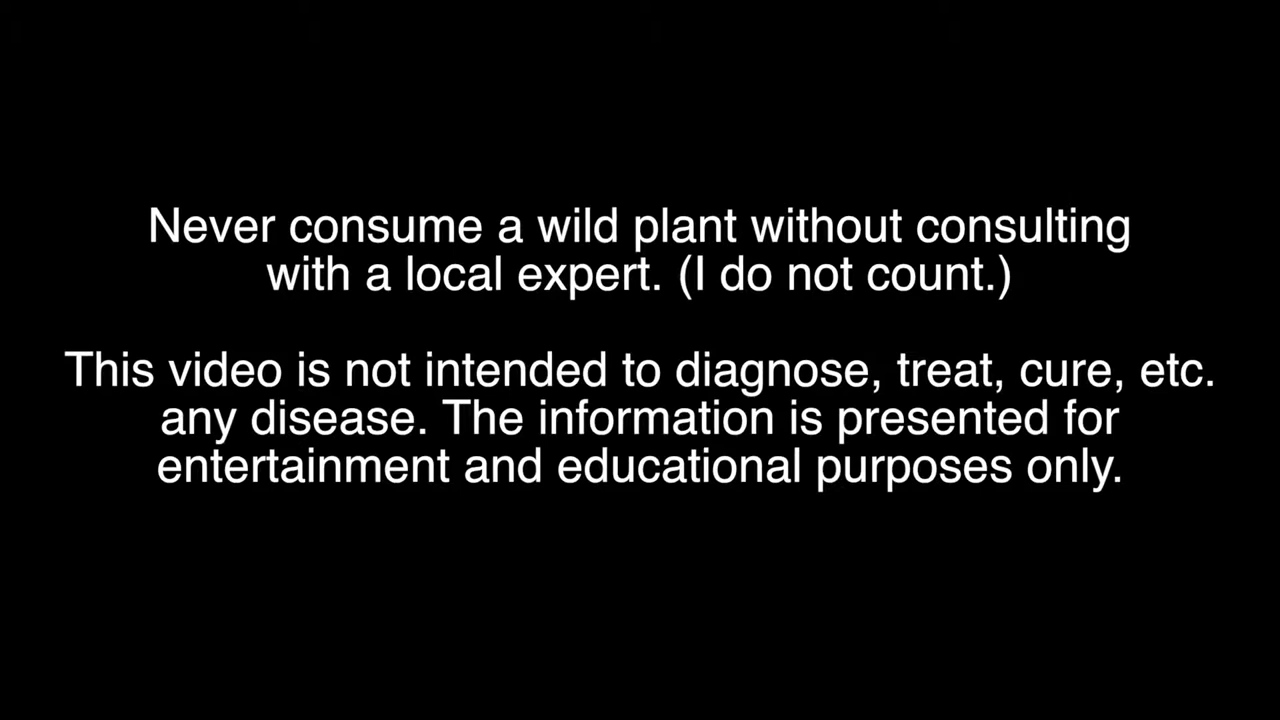 Never consume a wild plant without consulting
with a local expert. (I do not count.)
This video is not intended to diagnose, treat, cure, etc.
any disease. The information is presented for
entertainment and educational purposes only.